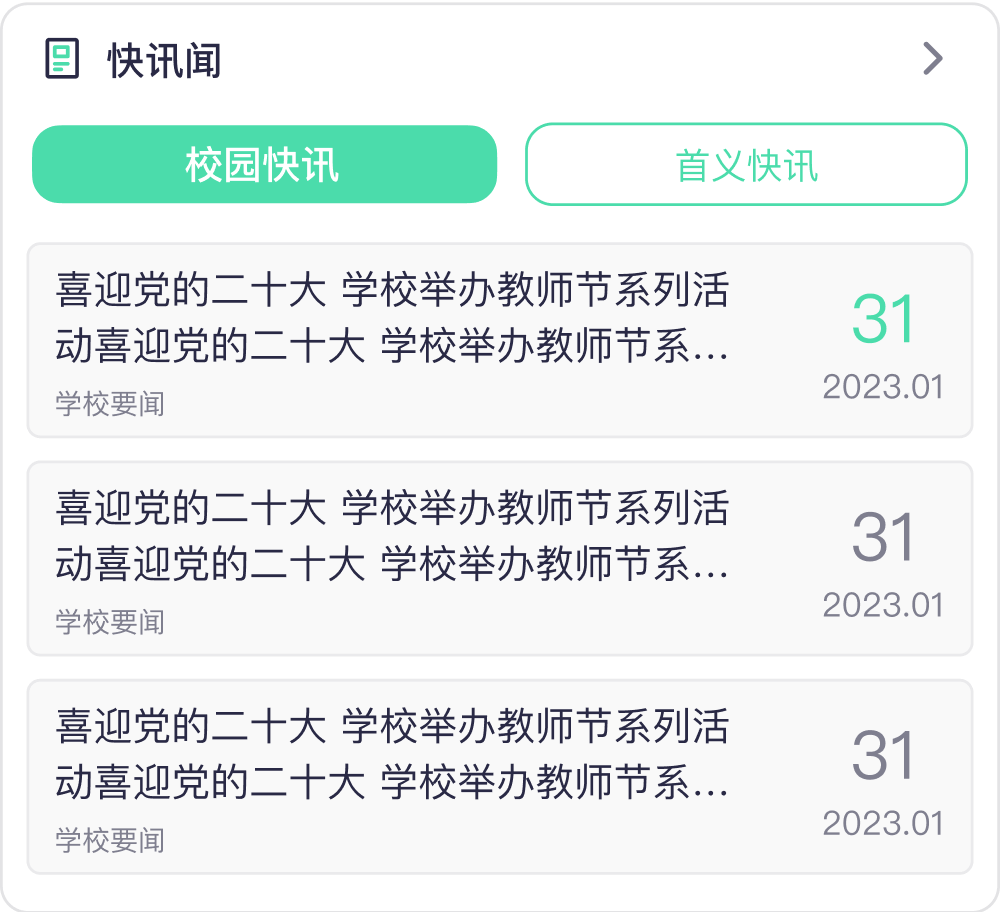 快讯闻
校园快讯
首义快讯
喜迎党的二十大 学校举办教师节系列活
动喜迎党的二十大 学校举办教师节系...
学校要闻
31
2023.01
喜迎党的二十大 学校举办教师节系列活
动喜迎党的二十大 学校举办教师节系...
学校要闻
31
2023.01
喜迎党的二十大 学校举办教师节系列活
动喜迎党的二十大 学校举办教师节系...
学校要闻
31
2023.01